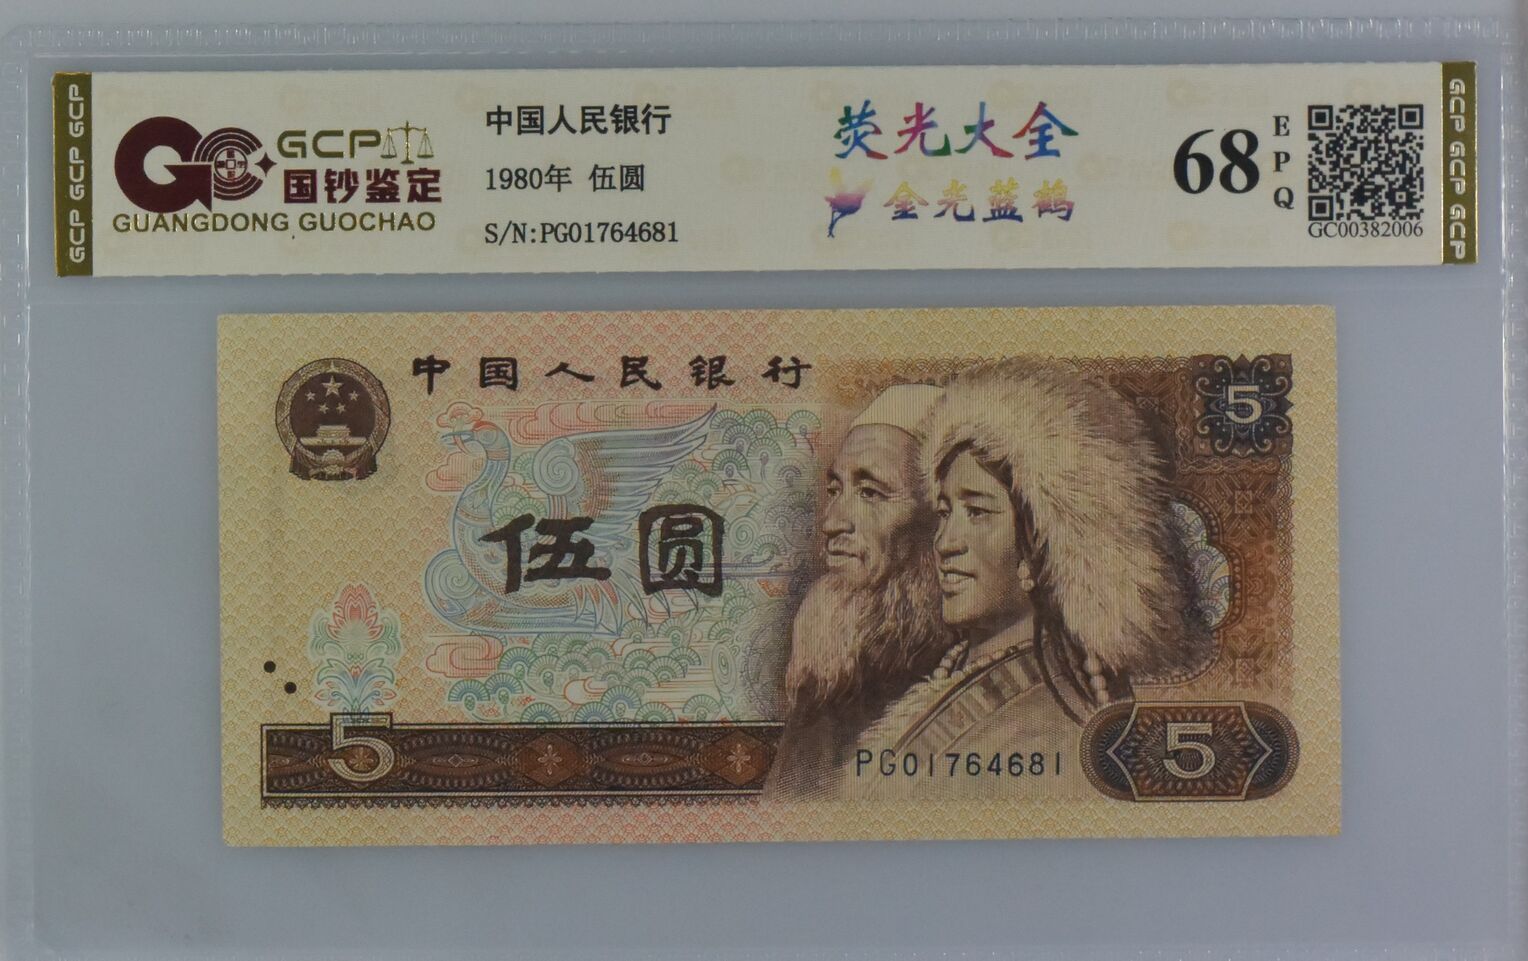 GCP GCP GCP
GCP
国钞鉴定
GUANGDONG GUOCHAO
中国人民银行
1980年 伍圆
S/N:PG01764681
荧光大全
金光蓝鹤
68
EPQ
GC00382006
GCP GCP GCP
中国人民银行
5
伍圆
5
PG01764681
5